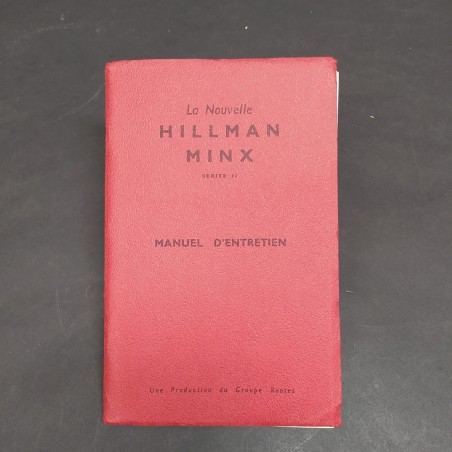 La Nouvelle
HILLMAN
MINX
SERIES II
MANUEL D'ENTRETIEN
Une Production du Groupe Rootes